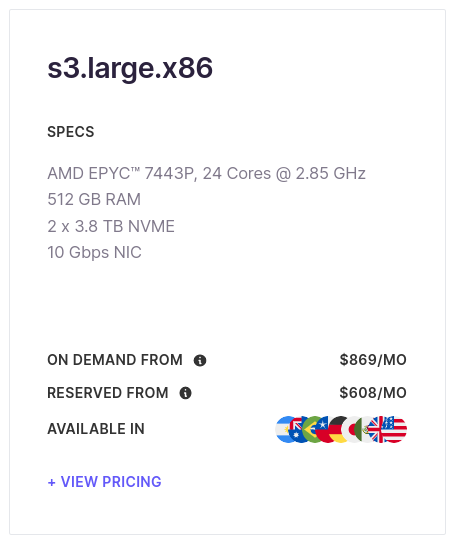 s3.large.x86
SPECS
AMD EPYC™ 7443P, 24 Cores @ 2.85 GHz
512 GB RAM
2 x 3.8 TB NVME
10 Gbps NIC
ON DEMAND FROM $869/MO
RESERVED FROM $608/MO
AVAILABLE IN
+ VIEW PRICING